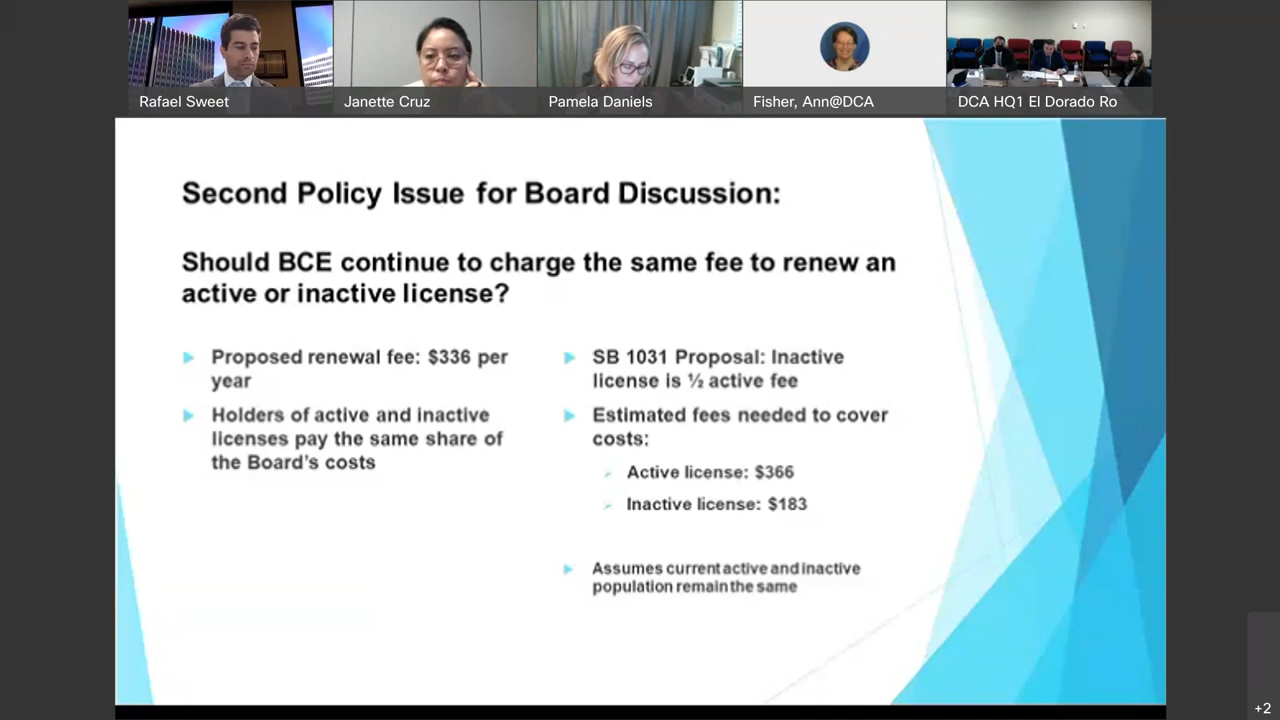 Rafael Sweet
Janette Cruz
Pamela Daniels
Fisher, Ann@DCA
DCA HQ1 El Dorado Ro
Second Policy Issue for Board Discussion:
Should BCE continue to charge the same fee to renew an
active or inactive license?
Proposed renewal fee: $336 per
year
Holders of active and inactive
licenses pay the same share of
the Board's costs
SB 1031 Proposal: Inactive
license is ½ active fee
Estimated fees needed to cover
costs:
Active license: $366
Inactive license: $183
Assumes current active and inactive
population remain the same
+2